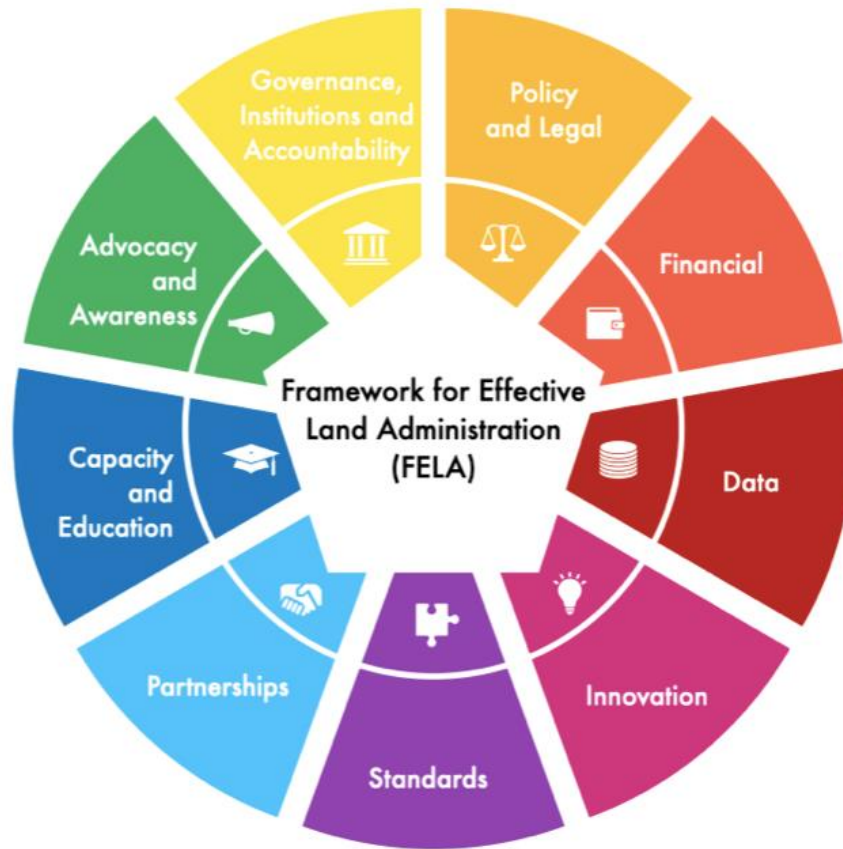 Governance,
Institutions and
Accountability
Policy
and Legal
Financial
Data
Innovation
Standards
Partnerships
Capacity
and
Education
Advocacy
and
Awareness
Framework for Effective
Land Administration
(FELA)